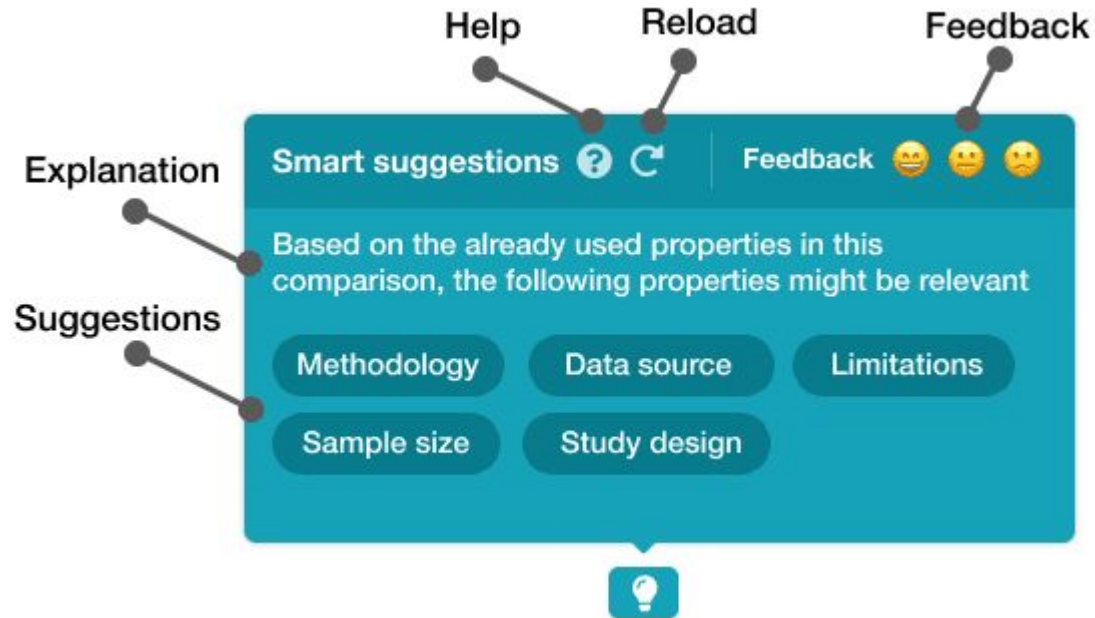 Help
Reload
Feedback
Smart suggestions ?
Feedback
Explanation
Based on the already used properties in this
comparison, the following properties might be relevant
Suggestions
Methodology
Data source
Limitations
Sample size
Study design